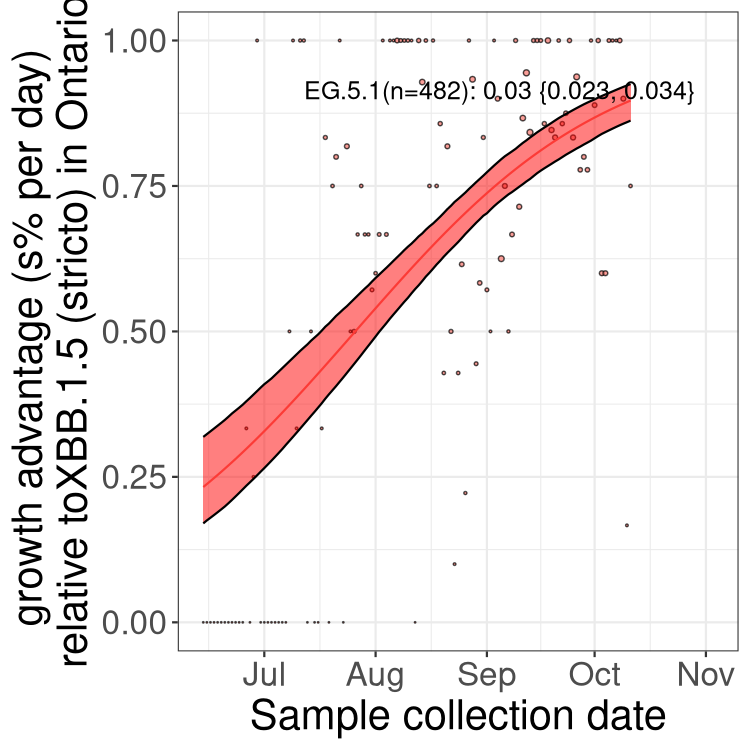 growth advantage (s% per day)
relative toXBB.1.5 (stricto) in Ontario
1.00
0.75
0.50
0.25
0.00
EG.5.1(n=482): 0.03 {0.023, 0.034}
Jul Aug Sep Oct Nov
Sample collection date